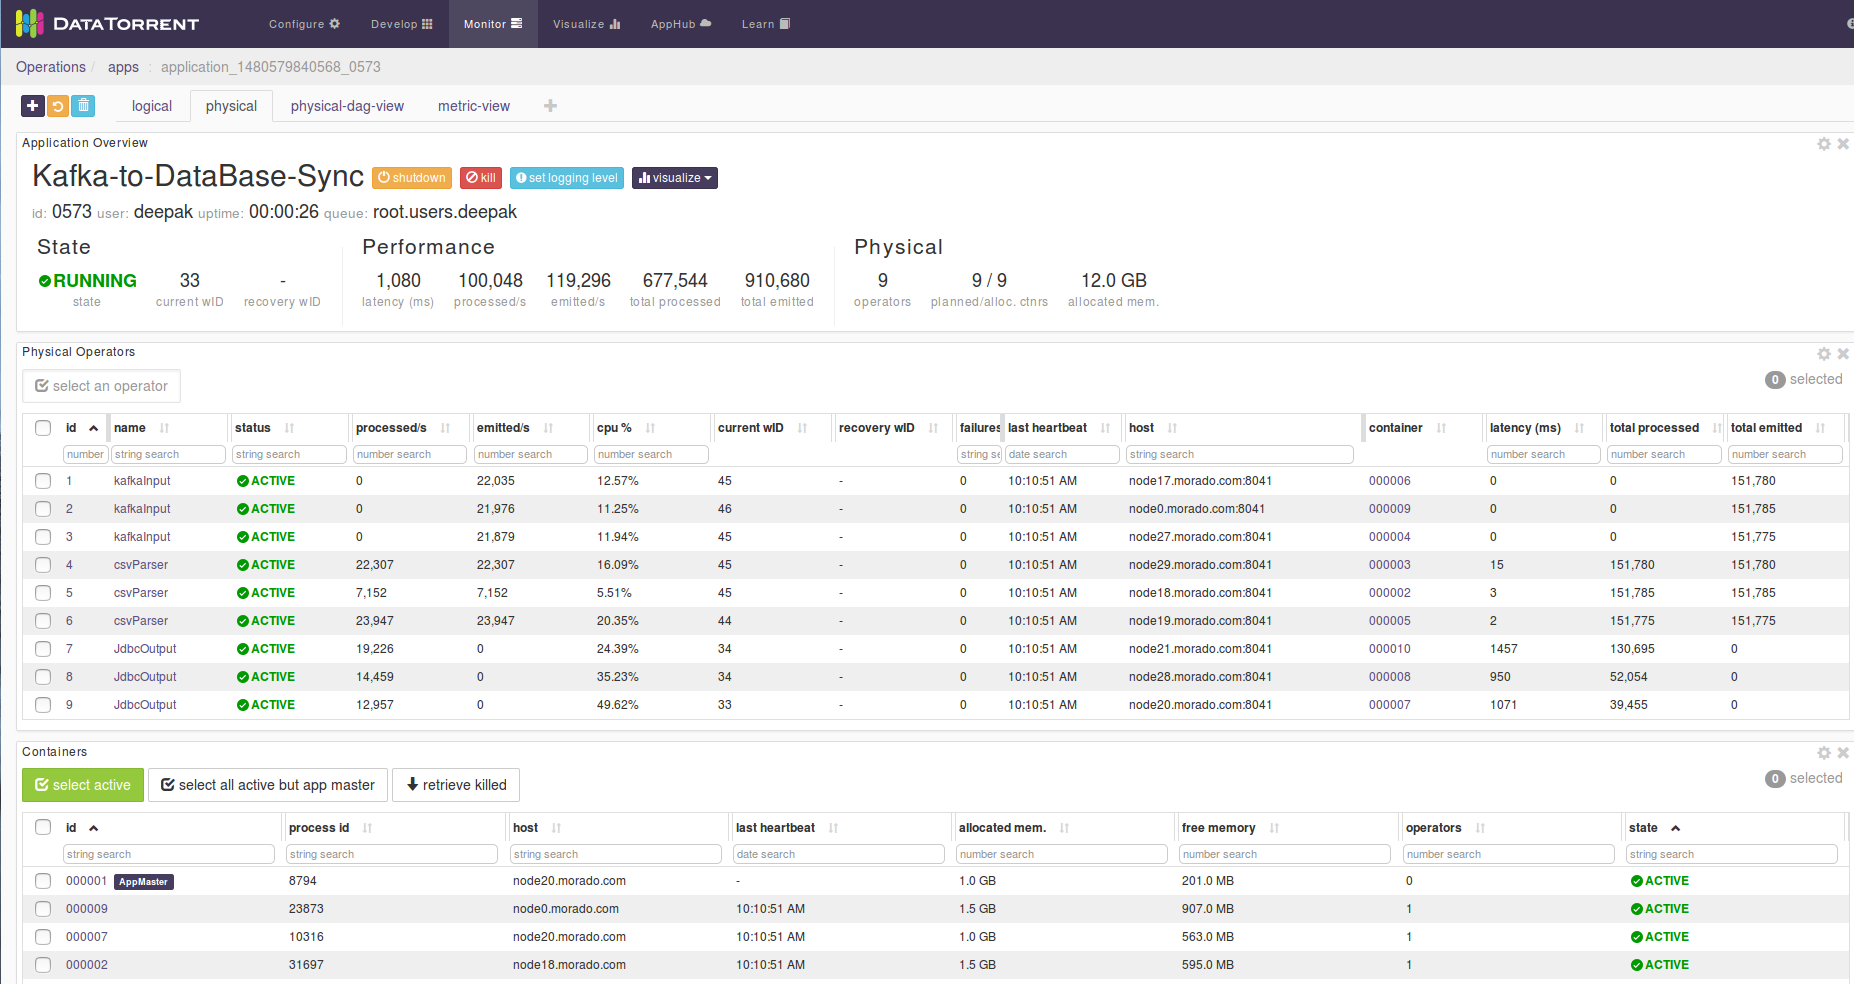 DATATORRENT Configure Develop Monitor Visualize AppHub Learn
Operations / apps : application_1480579840568_0573
logical physical physical-dag-view metric-view
Application Overview
Kafka-to-DataBase-Sync shutdown kill set logging level visualize
id: 0573 user: deepak uptime: 00:00:26 queue: root.users.deepak
State Performance Physical
RUNNING 33 - 1,080 100,048 119,296 677,544 910,680 9 9 / 9 12.0 GB
state current wID recovery wID latency (ms) processed/s emitted/s total processed total emitted operators planned/alloc. ctnrs allocated mem.
Physical Operators
select an operator 0 selected
id name status processed/s emitted/s cpu % current wID recovery wID failures last heartbeat host container latency (ms) total processed total emitted
number string search string search number search number search number search string se date search string search number search number search number search
1 kafkaInput ACTIVE 0 22,035 12.57% 45 - 0 10:10:51 AM node17.morado.com:8041 000006 0 0 151,780
2 kafkaInput ACTIVE 0 21,976 11.25% 46 - 0 10:10:51 AM node0.morado.com:8041 000009 0 0 151,785
3 kafkaInput ACTIVE 0 21,879 11.94% 45 - 0 10:10:51 AM node27.morado.com:8041 000004 0 0 151,775
4 csvParser ACTIVE 22,307 22,307 16.09% 45 - 0 10:10:51 AM node29.morado.com:8041 000003 15 151,780 151,780
5 csvParser ACTIVE 7,152 7,152 5.51% 45 - 0 10:10:51 AM node18.morado.com:8041 000002 3 151,785 151,785
6 csvParser ACTIVE 23,947 23,947 20.35% 44 - 0 10:10:51 AM node19.morado.com:8041 000005 2 151,775 151,775
7 JdbcOutput ACTIVE 19,226 0 24.39% 34 - 0 10:10:51 AM node21.morado.com:8041 000010 1457 130,695 0
8 JdbcOutput ACTIVE 14,459 0 35.23% 34 - 0 10:10:51 AM node28.morado.com:8041 000008 950 52,054 0
9 JdbcOutput ACTIVE 12,957 0 49.62% 33 - 0 10:10:51 AM node20.morado.com:8041 000007 1071 39,455 0
Containers
select active select all active but app master retrieve killed 0 selected
id process id host last heartbeat allocated mem. free memory operators state
string search string search string search date search number search number search number search string search
000001 AppMaster 8794 node20.morado.com - 1.0 GB 201.0 MB 0 ACTIVE
000009 23873 node0.morado.com 10:10:51 AM 1.5 GB 907.0 MB 1 ACTIVE
000007 10316 node20.morado.com 10:10:51 AM 1.0 GB 563.0 MB 1 ACTIVE
000002 31697 node18.morado.com 10:10:51 AM 1.5 GB 595.0 MB 1 ACTIVE